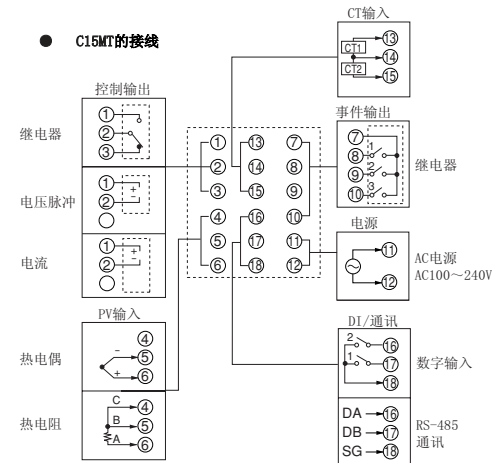 ● C15MT的接线
控制输出
继电器
①
②
③
电压脉冲
①
②
+
-
电流
①
②
+
-
PV输入
热电偶
④
⑤
⑥
-
+
热电阻
C
④
B
⑤
A
⑥
① ⑬ ⑦
② ⑭ ⑧
③ ⑮ ⑨
④ ⑯ ⑩
⑤ ⑰ ⑪
⑥ ⑱ ⑫
CT输入
CT1
CT2
⑬
⑭
⑮
事件输出
⑦
⑧ 1
⑨ 2
⑩ 3
继电器
电源
⑪
⑫
AC电源
AC100～240V
DI/通讯
2 ⑯
1 ⑰
⑱
数字输入
DA ⑯
DB ⑰
SG ⑱
RS-485
通讯